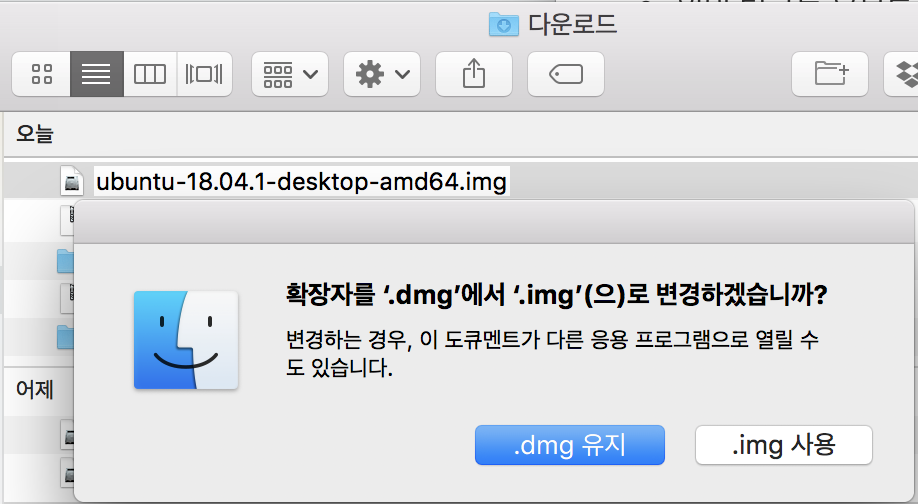 다운로드
오늘
ubuntu-18.04.1-desktop-amd64.img
확장자를 ‘.dmg’에서 ‘.img’(으)로 변경하겠습니까?
변경하는 경우, 이 도큐멘트가 다른 응용 프로그램으로 열릴 수
도 있습니다.
어제
.dmg 유지
.img 사용